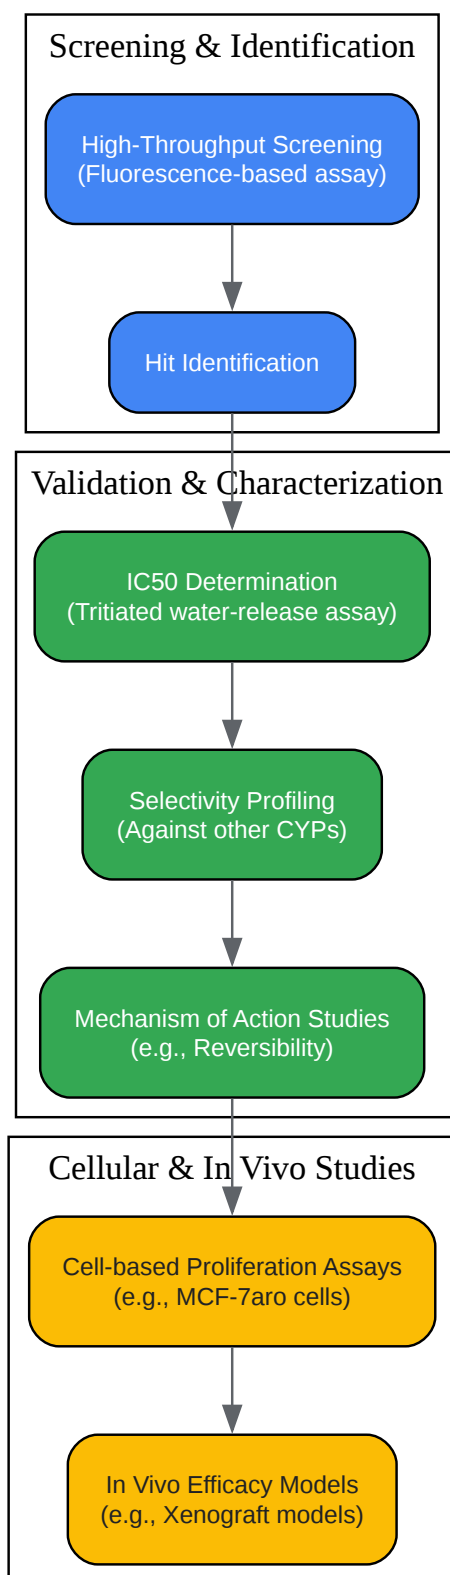 Screening & Identification
High-Throughput Screening
(Fluorescence-based assay)
Hit Identification
Validation & Characterization
IC50 Determination
(Tritiated water-release assay)
Selectivity Profiling
(Against other CYPs)
Mechanism of Action Studies
(e.g., Reversibility)
Cellular & In Vivo Studies
Cell-based Proliferation Assays
(e.g., MCF-7aro cells)
In Vivo Efficacy Models
(e.g., Xenograft models)